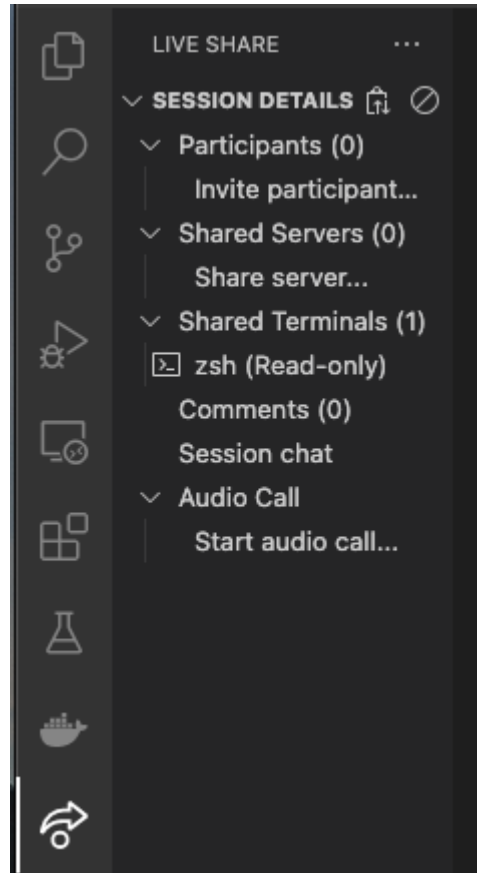 LIVE SHARE ...
SESSION DETAILS
Participants (0)
Invite participant...
Shared Servers (0)
Share server...
Shared Terminals (1)
zsh (Read-only)
Comments (0)
Session chat
Audio Call
Start audio call...